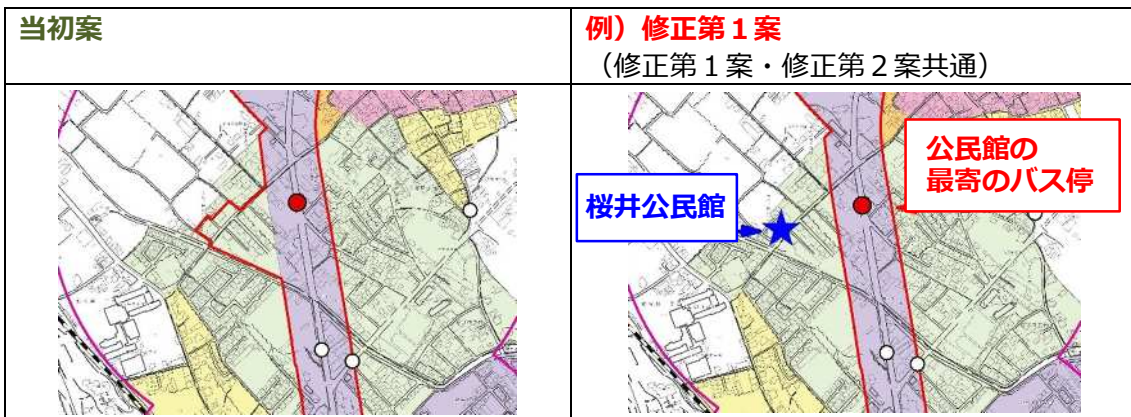 当初案
例）修正第１案
（修正第１案・修正第２案共通）
公民館の
最寄のバス停
桜井公民館